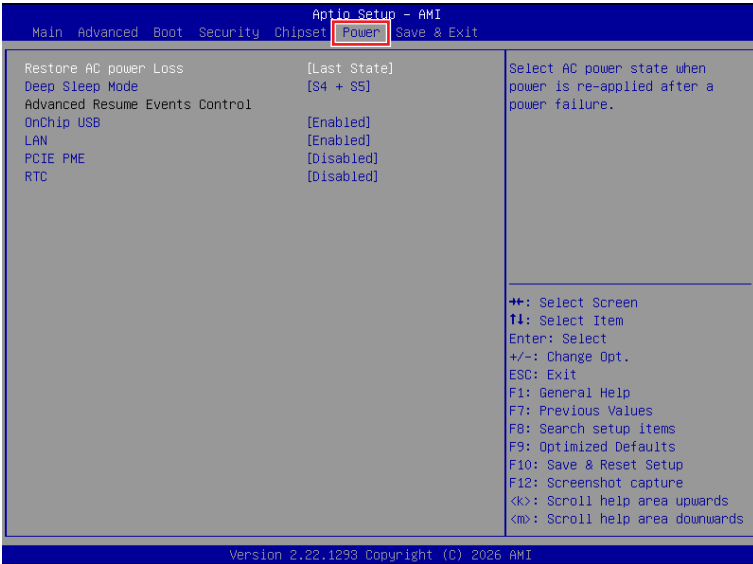 Aptio Setup – AMI
Main Advanced Boot Security Chipset Power Save & Exit
Restore AC power Loss [Last State]
Deep Sleep Mode [S4 + S5]
Advanced Resume Events Control
OnChip USB [Enabled]
LAN [Enabled]
PCIE PME [Disabled]
RTC [Disabled]
Select AC power state when
power is re-applied after a
power failure.
→←: Select Screen
↑↓: Select Item
Enter: Select
+/-: Change Opt.
ESC: Exit
F1: General Help
F7: Previous Values
F8: Search setup items
F9: Optimized Defaults
F10: Save & Reset Setup
F12: Screenshot capture
<k>: Scroll help area upwards
<m>: Scroll help area downwards
Version 2.22.1293 Copyright (C) 2026 AMI